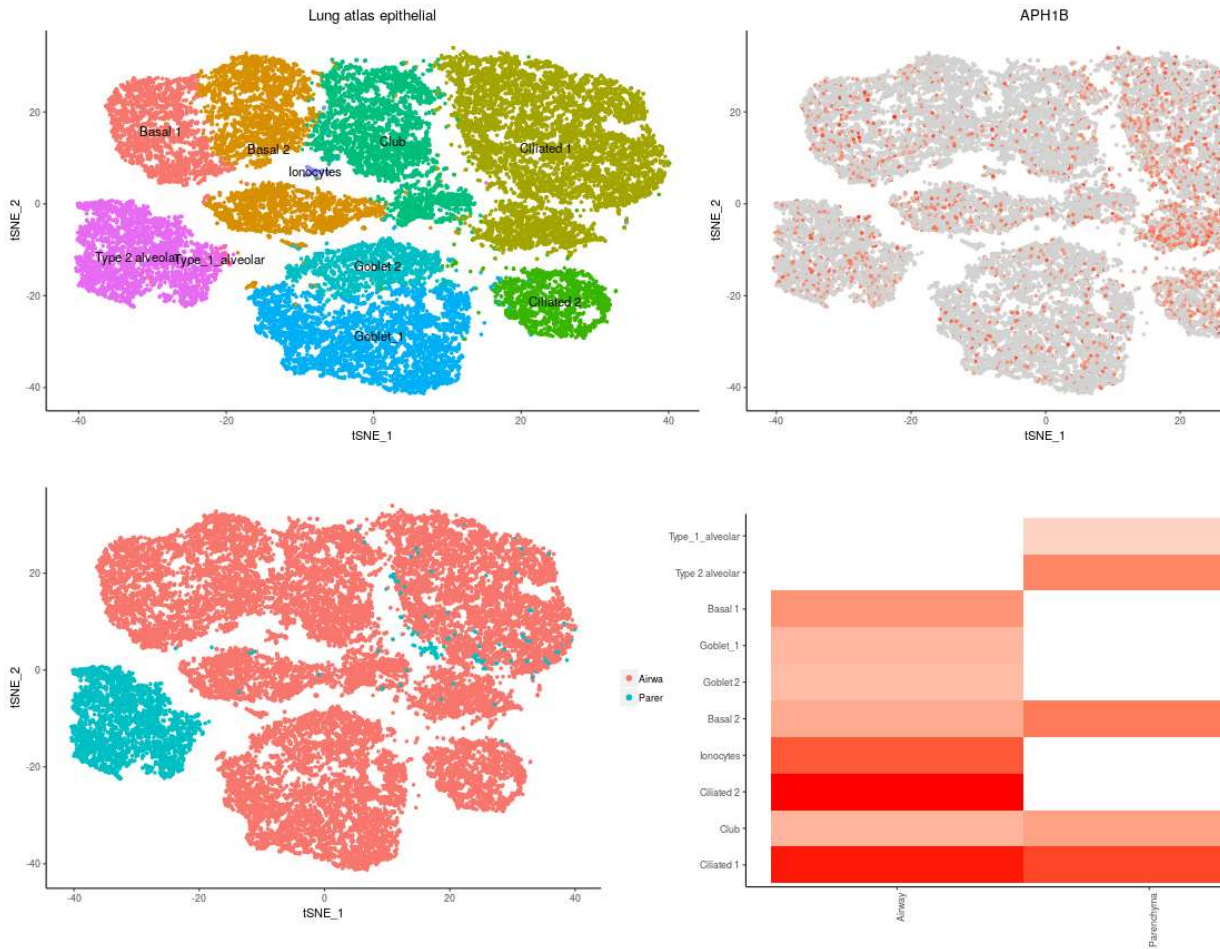 Lung atlas epithelial
20
0
-20
-40
tSNE_2
Basal 1
Basal 2
Club
Ciliated 1
Ionocytes
Type 2 alveolar
Type_1_alveolar
Goblet 2
Ciliated 2
Goblet_1
-40
-20
0
20
40
tSNE_1
APH1B
20
0
-20
-40
tSNE_2
-40
-20
0
20
tSNE_1
20
0
-20
-40
tSNE_2
-40
-20
0
20
40
tSNE_1
Airwa
Parer
Type_1_alveolar
Type 2 alveolar
Basal 1
Goblet_1
Goblet 2
Basal 2
Ionocytes
Ciliated 2
Club
Ciliated 1
Airway
Parenchyma